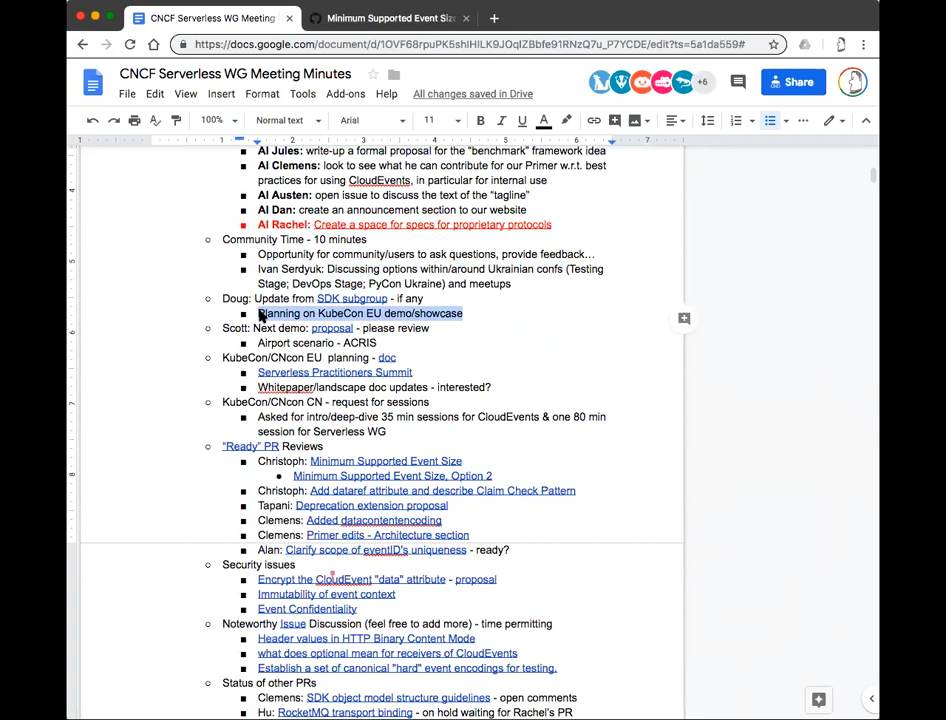 CNCF Serverless WG Meeting
Minimum Supported Event Siz
https://docs.google.com/document/d/1OVF68rpuPK5shIHILK9JOqIZBbfe91RNzQ7u_P7YCDE/edit?ts=5a1da559#
CNCF Serverless WG Meeting Minutes
+6
Share
File Edit View Insert Format Tools Add-ons Help All changes saved in Drive
100% Normal text Arial 11 B I U A
1 1 2 3 4 5 6 7
AI Jules: write-up a formal proposal for the "benchmark" framework idea
AI Clemens: look to see what he can contribute for our Primer w.r.t. best
practices for using CloudEvents, in particular for internal use
AI Austen: open issue to discuss the text of the "tagline"
AI Dan: create an announcement section to our website
AI Rachel: Create a space for specs for proprietary protocols
Community Time - 10 minutes
Opportunity for community/users to ask questions, provide feedback…
Ivan Serdyuk: Discussing options within/around Ukrainian confs (Testing
Stage; DevOps Stage; PyCon Ukraine) and meetups
Doug: Update from SDK subgroup - if any
Planning on KubeCon EU demo/showcase
Scott: Next demo: proposal - please review
Airport scenario - ACRIS
KubeCon/CNcon EU planning - doc
Serverless Practitioners Summit
Whitepaper/landscape doc updates - interested?
KubeCon/CNcon CN - request for sessions
Asked for intro/deep-dive 35 min sessions for CloudEvents & one 80 min
session for Serverless WG
"Ready" PR Reviews
Christoph: Minimum Supported Event Size
Minimum Supported Event Size, Option 2
Christoph: Add dataref attribute and describe Claim Check Pattern
Tapani: Deprecation extension proposal
Clemens: Added datacontentencoding
Clemens: Primer edits - Architecture section
Alan: Clarify scope of eventID's uniqueness - ready?
Security issues
Encrypt the CloudEvent "data" attribute - proposal
Immutability of event context
Event Confidentiality
Noteworthy Issue Discussion (feel free to add more) - time permitting
Header values in HTTP Binary Content Mode
what does optional mean for receivers of CloudEvents
Establish a set of canonical "hard" event encodings for testing.
Status of other PRs
Clemens: SDK object model structure guidelines - open comments
Hu: RocketMQ transport binding - on hold waiting for Rachel's PR